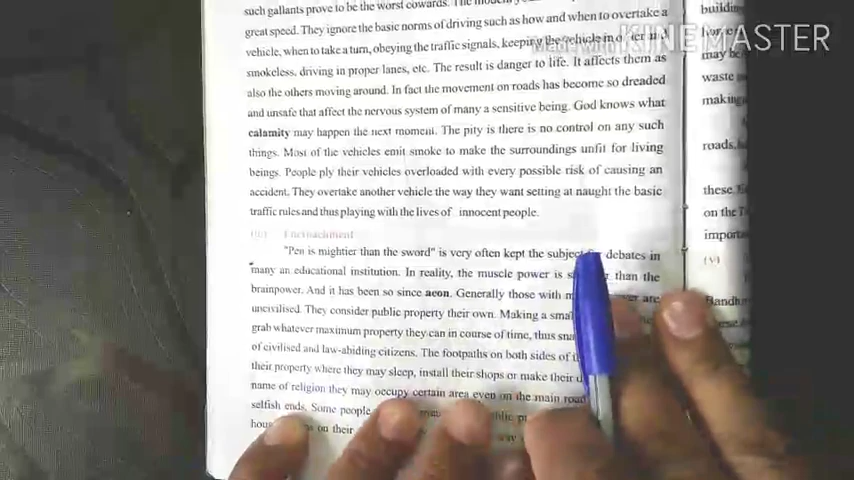 such gallants prove to be the worst cowards. The modern
great speed. They ignore the basic norms of driving such as how and when to overtake a
vehicle, when to take a turn, obeying the traffic signals, keeping the vehicle in order and
smokeless, driving in proper lanes, etc. The result is danger to life. It affects them as
also the others moving around. In fact the movement on roads has become so dreaded
and unsafe that affect the nervous system of many a sensitive being. God knows what
calamity may happen the next moment. The pity is there is no control on any such
things. Most of the vehicles emit smoke to make the surroundings unfit for living
beings. People ply their vehicles overloaded with every possible risk of causing an
accident. They overtake another vehicle the way they want setting at naught the basic
traffic rules and thus playing with the lives of innocent people.
Encroachment
"Pen is mightier than the sword" is very often kept the subject debates in
many an educational institution. In reality, the muscle power is than the
brainpower. And it has been so since aeon. Generally those with are
uncivilised. They consider public property their own. Making a
grab whatever maximum property they can in course of time, thus
of civilised and law-abiding citizens. The footpaths on both sides of
their property where they may sleep, install their shops or make their
name of religion they may occupy certain area even on the main road
selfish ends. Some people
on their way
Made with KINEMASTER
building
may be
waste
making
roads,
these.
on the
import
(v)